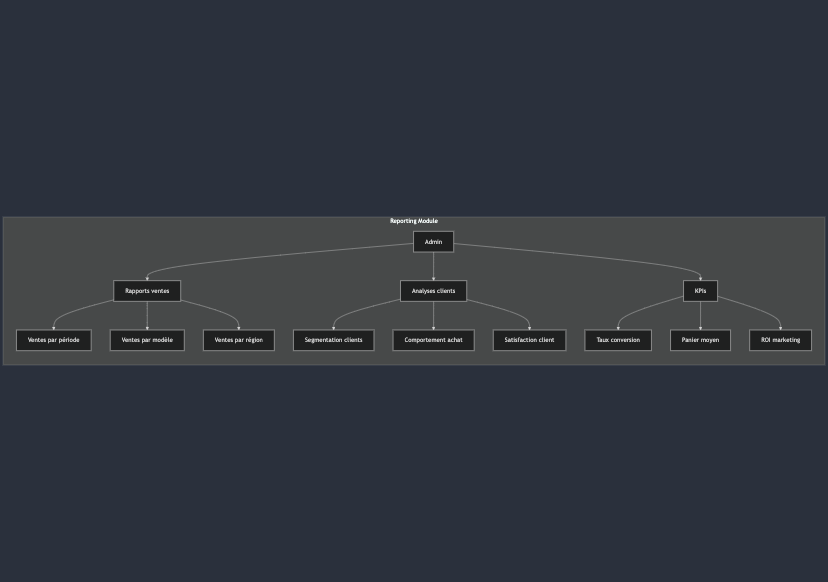 Reporting Module
Admin
Rapports ventes
Analyses clients
KPIs
Ventes par période
Ventes par modèle
Ventes par région
Segmentation clients
Comportement achat
Satisfaction client
Taux conversion
Panier moyen
ROI marketing